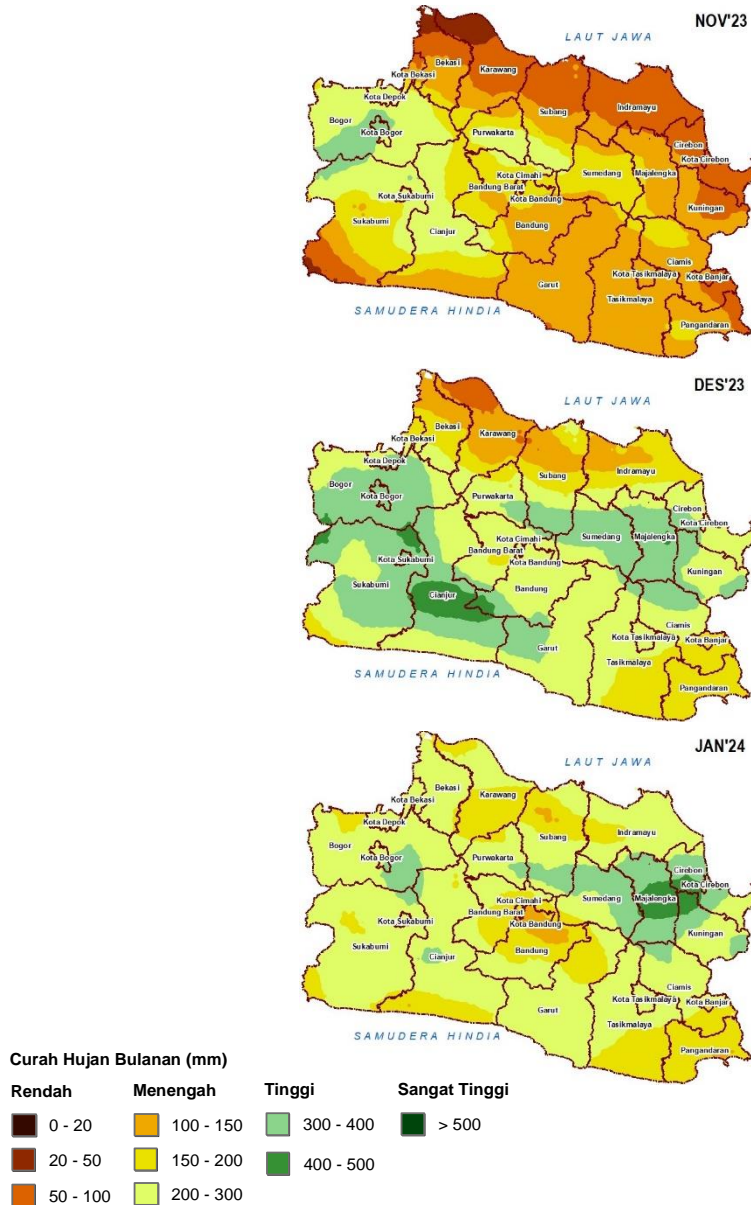 NOV'23
LAUT JAWA
Bekasi
Karawang
Kota Bekasi
Kota Depok
Subang
Indramayu
Bogor
Kota Bogor
Purwakarta
Cirebon
Kota Cirebon
Kota Cimahi
Sumedang
Majalengka
Bandung Barat
Kota Bandung
Kota Sukabumi
Kuningan
Sukabumi
Cianjur
Bandung
Ciamis
Kota Tasikmalaya
Kota Banjar
Garut
Tasikmalaya
Pangandaran
SAMUDERA HINDIA
DES'23
LAUT JAWA
Bekasi
Karawang
Kota Bekasi
Kota Depok
Subang
Indramayu
Bogor
Kota Bogor
Purwakarta
Cirebon
Kota Cirebon
Kota Cimahi
Sumedang
Majalengka
Bandung Barat
Kota Bandung
Kota Sukabumi
Kuningan
Sukabumi
Cianjur
Bandung
Ciamis
Kota Tasikmalaya
Kota Banjar
Garut
Tasikmalaya
Pangandaran
SAMUDERA HINDIA
JAN'24
LAUT JAWA
Bekasi
Karawang
Kota Bekasi
Kota Depok
Subang
Indramayu
Bogor
Kota Bogor
Purwakarta
Cirebon
Kota Cirebon
Kota Cimahi
Sumedang
Majalengka
Bandung Barat
Kota Bandung
Kota Sukabumi
Kuningan
Sukabumi
Cianjur
Bandung
Ciamis
Kota Tasikmalaya
Kota Banjar
Garut
Tasikmalaya
Pangandaran
SAMUDERA HINDIA
Curah Hujan Bulanan (mm)
Rendah Menengah Tinggi Sangat Tinggi
0 - 20 100 - 150 300 - 400 > 500
20 - 50 150 - 200 400 - 500
50 - 100 200 - 300